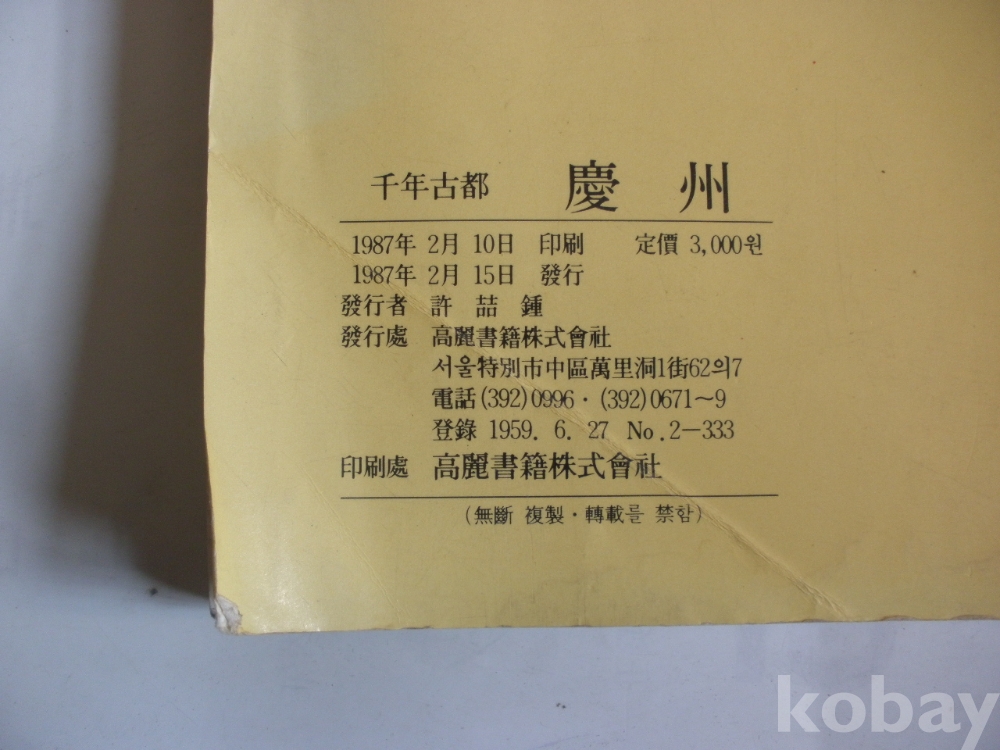 千年古都 慶州
1987年 2月 10日 印刷 定價 3,000원
1987年 2月 15日 發行
發行者 許喆鍾
發行處 高麗書籍株式會社
서울特別市中區萬里洞1街62의7
電話(392)0996·(392)0671~9
登錄 1959. 6. 27 No.2—333
印刷處 高麗書籍株式會社
(無斷 複製·轉載를 禁함)
kobay